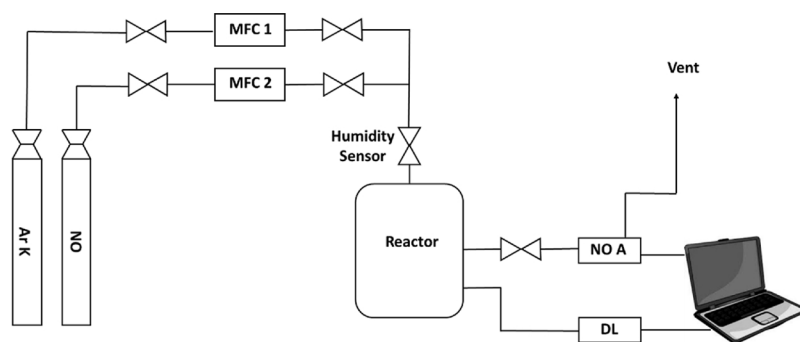 MFC 1
MFC 2
Vent
Humidity
Sensor
Ar K
NO
Reactor
NO A
DL